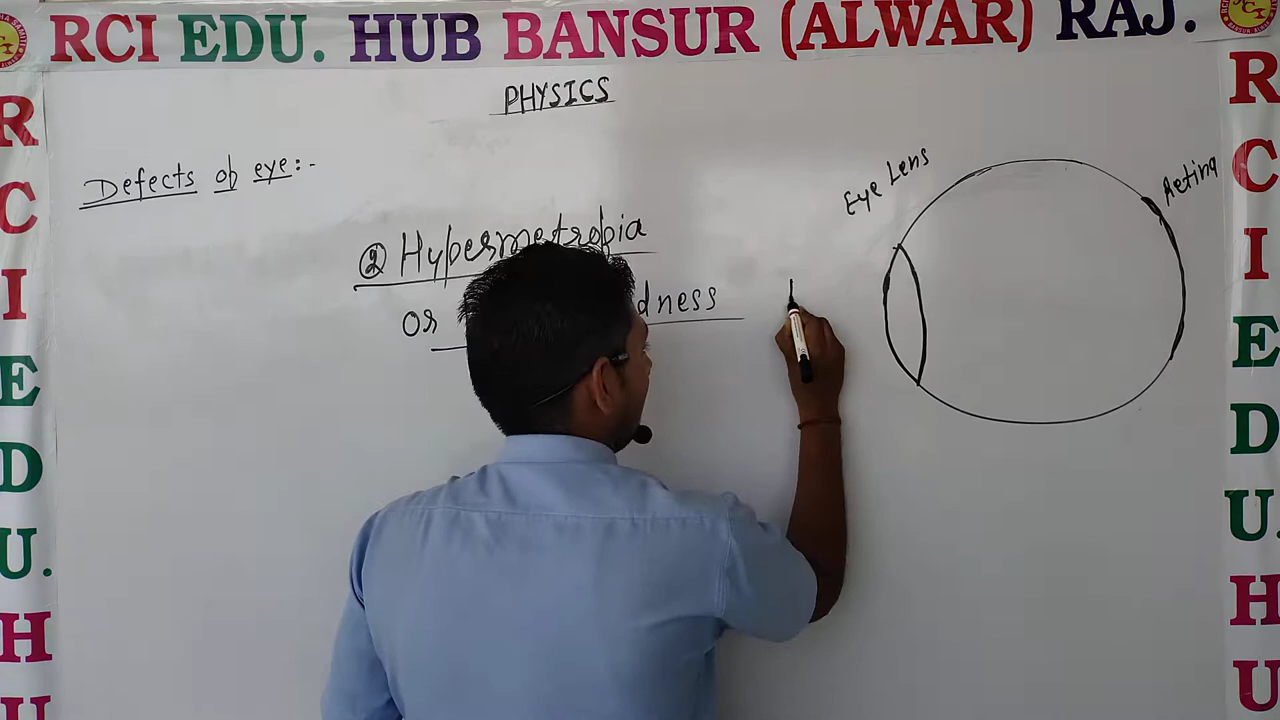 RCI EDU. HUB BANSUR (ALWAR) RAJ.
PHYSICS
Defects of eye:-
② Hypermetropia
or dness
Eye Lens
Retina
R
C
I
E
D
U.
H
U
R
C
I
E
D
U.
H
U